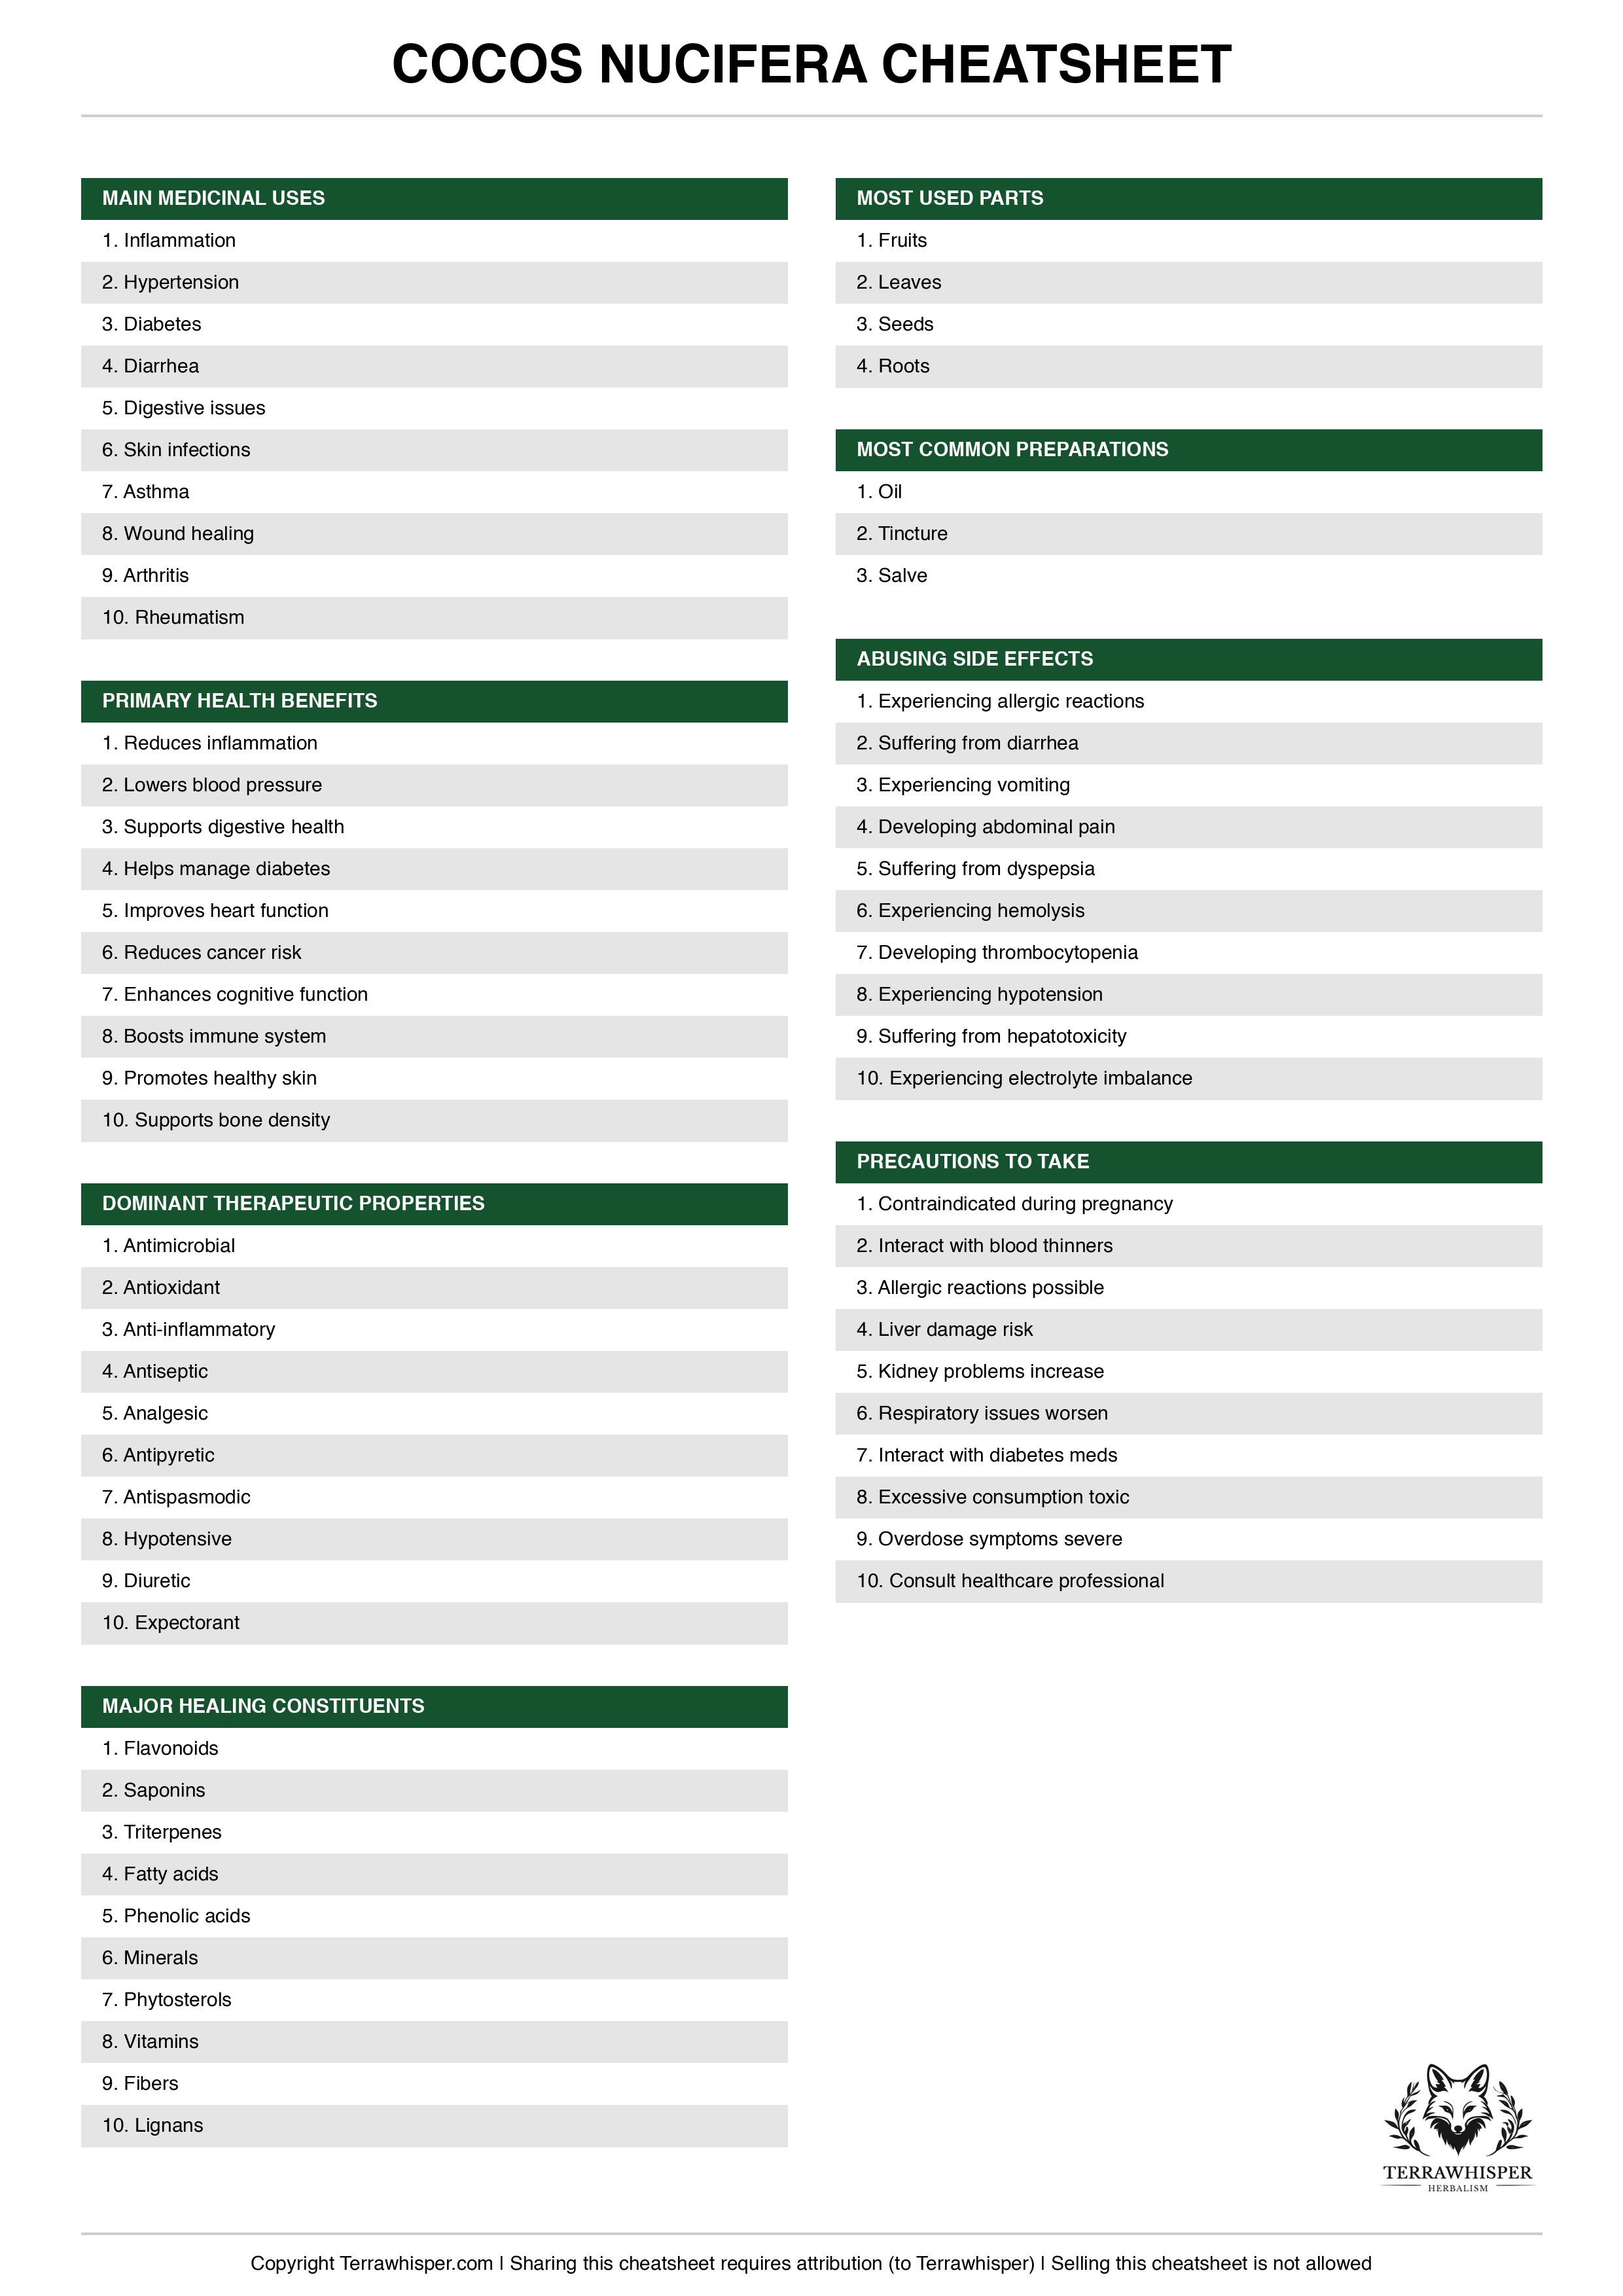 COCOS NUCIFERA CHEATSHEET
MAIN MEDICINAL USES
1. Inflammation
2. Hypertension
3. Diabetes
4. Diarrhea
5. Digestive issues
6. Skin infections
7. Asthma
8. Wound healing
9. Arthritis
10. Rheumatism
PRIMARY HEALTH BENEFITS
1. Reduces inflammation
2. Lowers blood pressure
3. Supports digestive health
4. Helps manage diabetes
5. Improves heart function
6. Reduces cancer risk
7. Enhances cognitive function
8. Boosts immune system
9. Promotes healthy skin
10. Supports bone density
DOMINANT THERAPEUTIC PROPERTIES
1. Antimicrobial
2. Antioxidant
3. Anti-inflammatory
4. Antiseptic
5. Analgesic
6. Antipyretic
7. Antispasmodic
8. Hypotensive
9. Diuretic
10. Expectorant
MAJOR HEALING CONSTITUENTS
1. Flavonoids
2. Saponins
3. Triterpenes
4. Fatty acids
5. Phenolic acids
6. Minerals
7. Phytosterols
8. Vitamins
9. Fibers
10. Lignans
MOST USED PARTS
1. Fruits
2. Leaves
3. Seeds
4. Roots
MOST COMMON PREPARATIONS
1. Oil
2. Tincture
3. Salve
ABUSING SIDE EFFECTS
1. Experiencing allergic reactions
2. Suffering from diarrhea
3. Experiencing vomiting
4. Developing abdominal pain
5. Suffering from dyspepsia
6. Experiencing hemolysis
7. Developing thrombocytopenia
8. Experiencing hypotension
9. Suffering from hepatotoxicity
10. Experiencing electrolyte imbalance
PRECAUTIONS TO TAKE
1. Contraindicated during pregnancy
2. Interact with blood thinners
3. Allergic reactions possible
4. Liver damage risk
5. Kidney problems increase
6. Respiratory issues worsen
7. Interact with diabetes meds
8. Excessive consumption toxic
9. Overdose symptoms severe
10. Consult healthcare professional
TERRAWHISPER
HERBALISM
Copyright Terrawhisper.com | Sharing this cheatsheet requires attribution (to Terrawhisper) | Selling this cheatsheet is not allowed